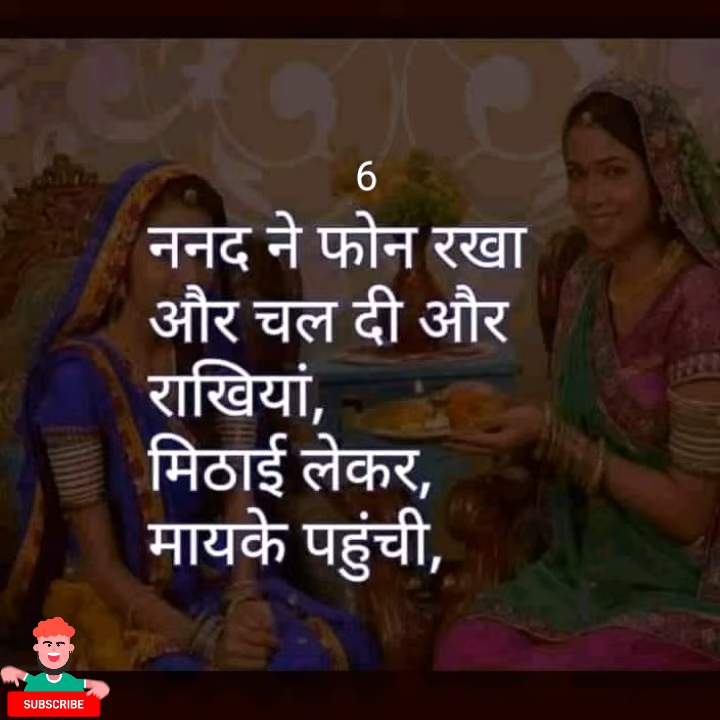 6
ननद ने फोन रखा
और चल दी और
राखियां,
मिठाई लेकर,
मायके पहुंची,
SUBSCRIBE